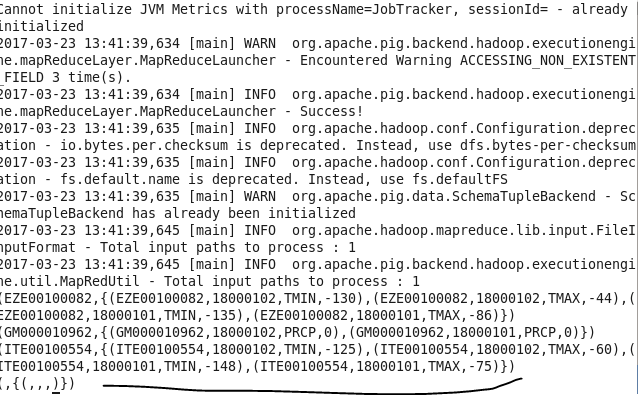 Cannot initialize JVM Metrics with processName=JobTracker, sessionId= - already
initialized
2017-03-23 13:41:39,634 [main] WARN  org.apache.pig.backend.hadoop.executionengi
ne.mapReduceLayer.MapReduceLauncher - Encountered Warning ACCESSING_NON_EXISTENT
_FIELD 3 time(s).
2017-03-23 13:41:39,634 [main] INFO  org.apache.pig.backend.hadoop.executionengi
ne.mapReduceLayer.MapReduceLauncher - Success!
2017-03-23 13:41:39,635 [main] INFO  org.apache.hadoop.conf.Configuration.deprec
ation - io.bytes.per.checksum is deprecated. Instead, use dfs.bytes-per-checksum
2017-03-23 13:41:39,635 [main] INFO  org.apache.hadoop.conf.Configuration.deprec
ation - fs.default.name is deprecated. Instead, use fs.defaultFS
2017-03-23 13:41:39,635 [main] WARN  org.apache.pig.data.SchemaTupleBackend - Sc
hemaTupleBackend has already been initialized
2017-03-23 13:41:39,645 [main] INFO  org.apache.hadoop.mapreduce.lib.input.FileI
nputFormat - Total input paths to process : 1
2017-03-23 13:41:39,645 [main] INFO  org.apache.pig.backend.hadoop.executionengi
ne.util.MapRedUtil - Total input paths to process : 1
(EZE00100082,{(EZE00100082,18000102,TMIN,-130),(EZE00100082,18000102,TMAX,-44),(
EZE00100082,18000101,TMIN,-135),(EZE00100082,18000101,TMAX,-86)})
(GM000010962,{(GM000010962,18000102,PRCP,0),(GM000010962,18000101,PRCP,0)})
(ITE00100554,{(ITE00100554,18000102,TMIN,-125),(ITE00100554,18000102,TMAX,-60),(
ITE00100554,18000101,TMIN,-148),(ITE00100554,18000101,TMAX,-75)})
(,{(,,,)})